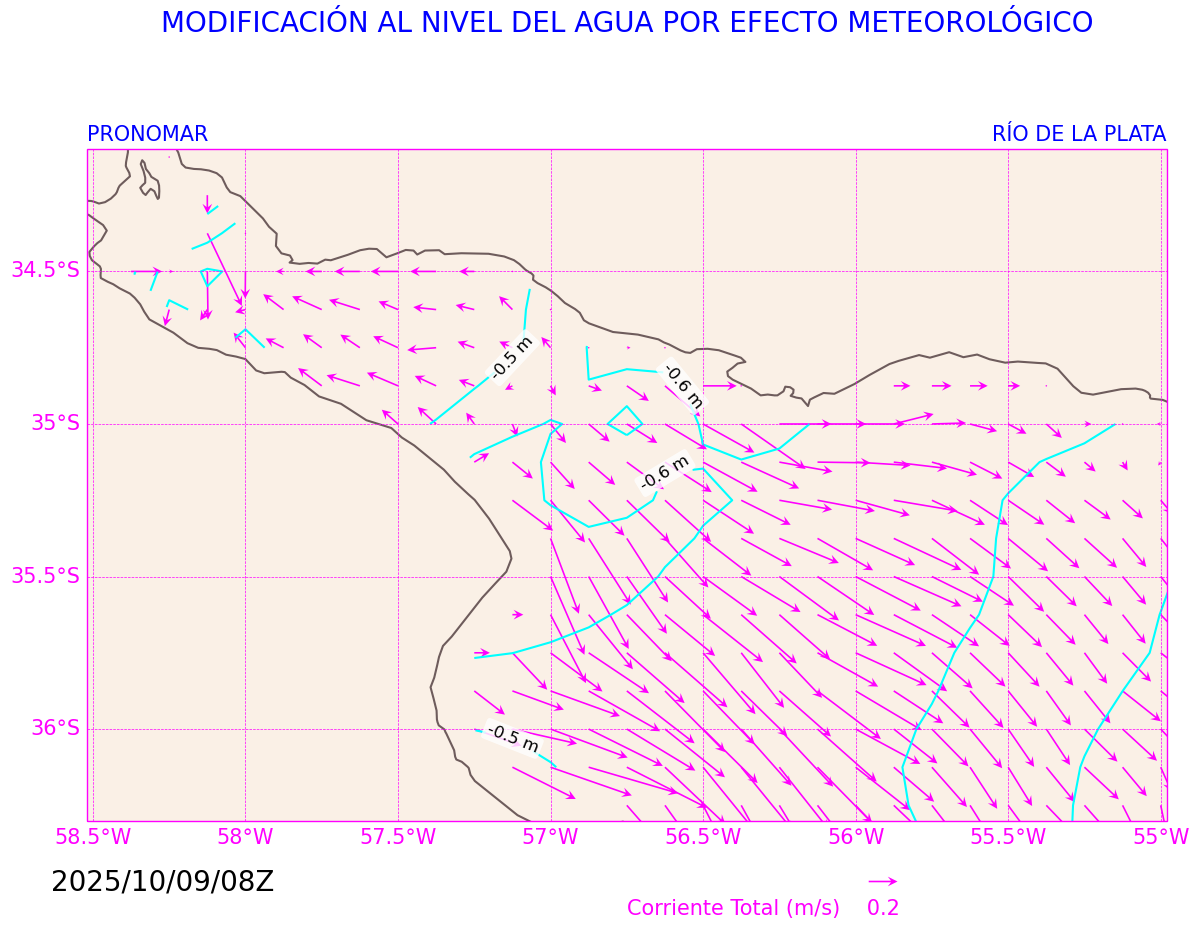 MODIFICACIÓN AL NIVEL DEL AGUA POR EFECTO METEOROLÓGICO
PRONOMAR
RÍO DE LA PLATA
34.5°S
-0.5 m
-0.6 m
35°S
-0.6 m
35.5°S
36°S
-0.5 m
58.5°W
58°W
57.5°W
57°W
56.5°W
56°W
55.5°W
55°W
2025/10/09/08Z
Corriente Total (m/s)
0.2